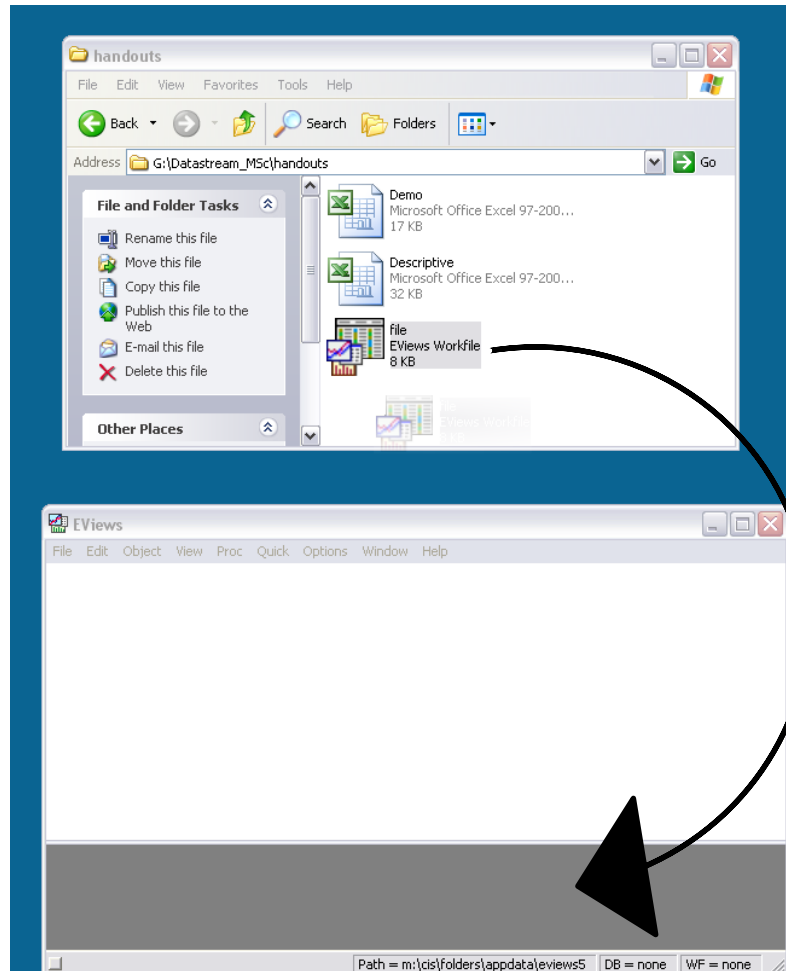 handouts
File Edit View Favorites Tools Help
Back Search Folders
Address G:\Datastream_MSc\handouts Go
File and Folder Tasks
Rename this file
Move this file
Copy this file
Publish this file to the
Web
E-mail this file
Delete this file
Other Places
Demo
Microsoft Office Excel 97-200...
17 KB
Descriptive
Microsoft Office Excel 97-200...
32 KB
file
EViews Workfile
8 KB
EViews Workfile
EViews
File Edit Object View Proc Quick Options Window Help
Path = m:\cis\folders\appdata\eviews5 DB = none WF = none